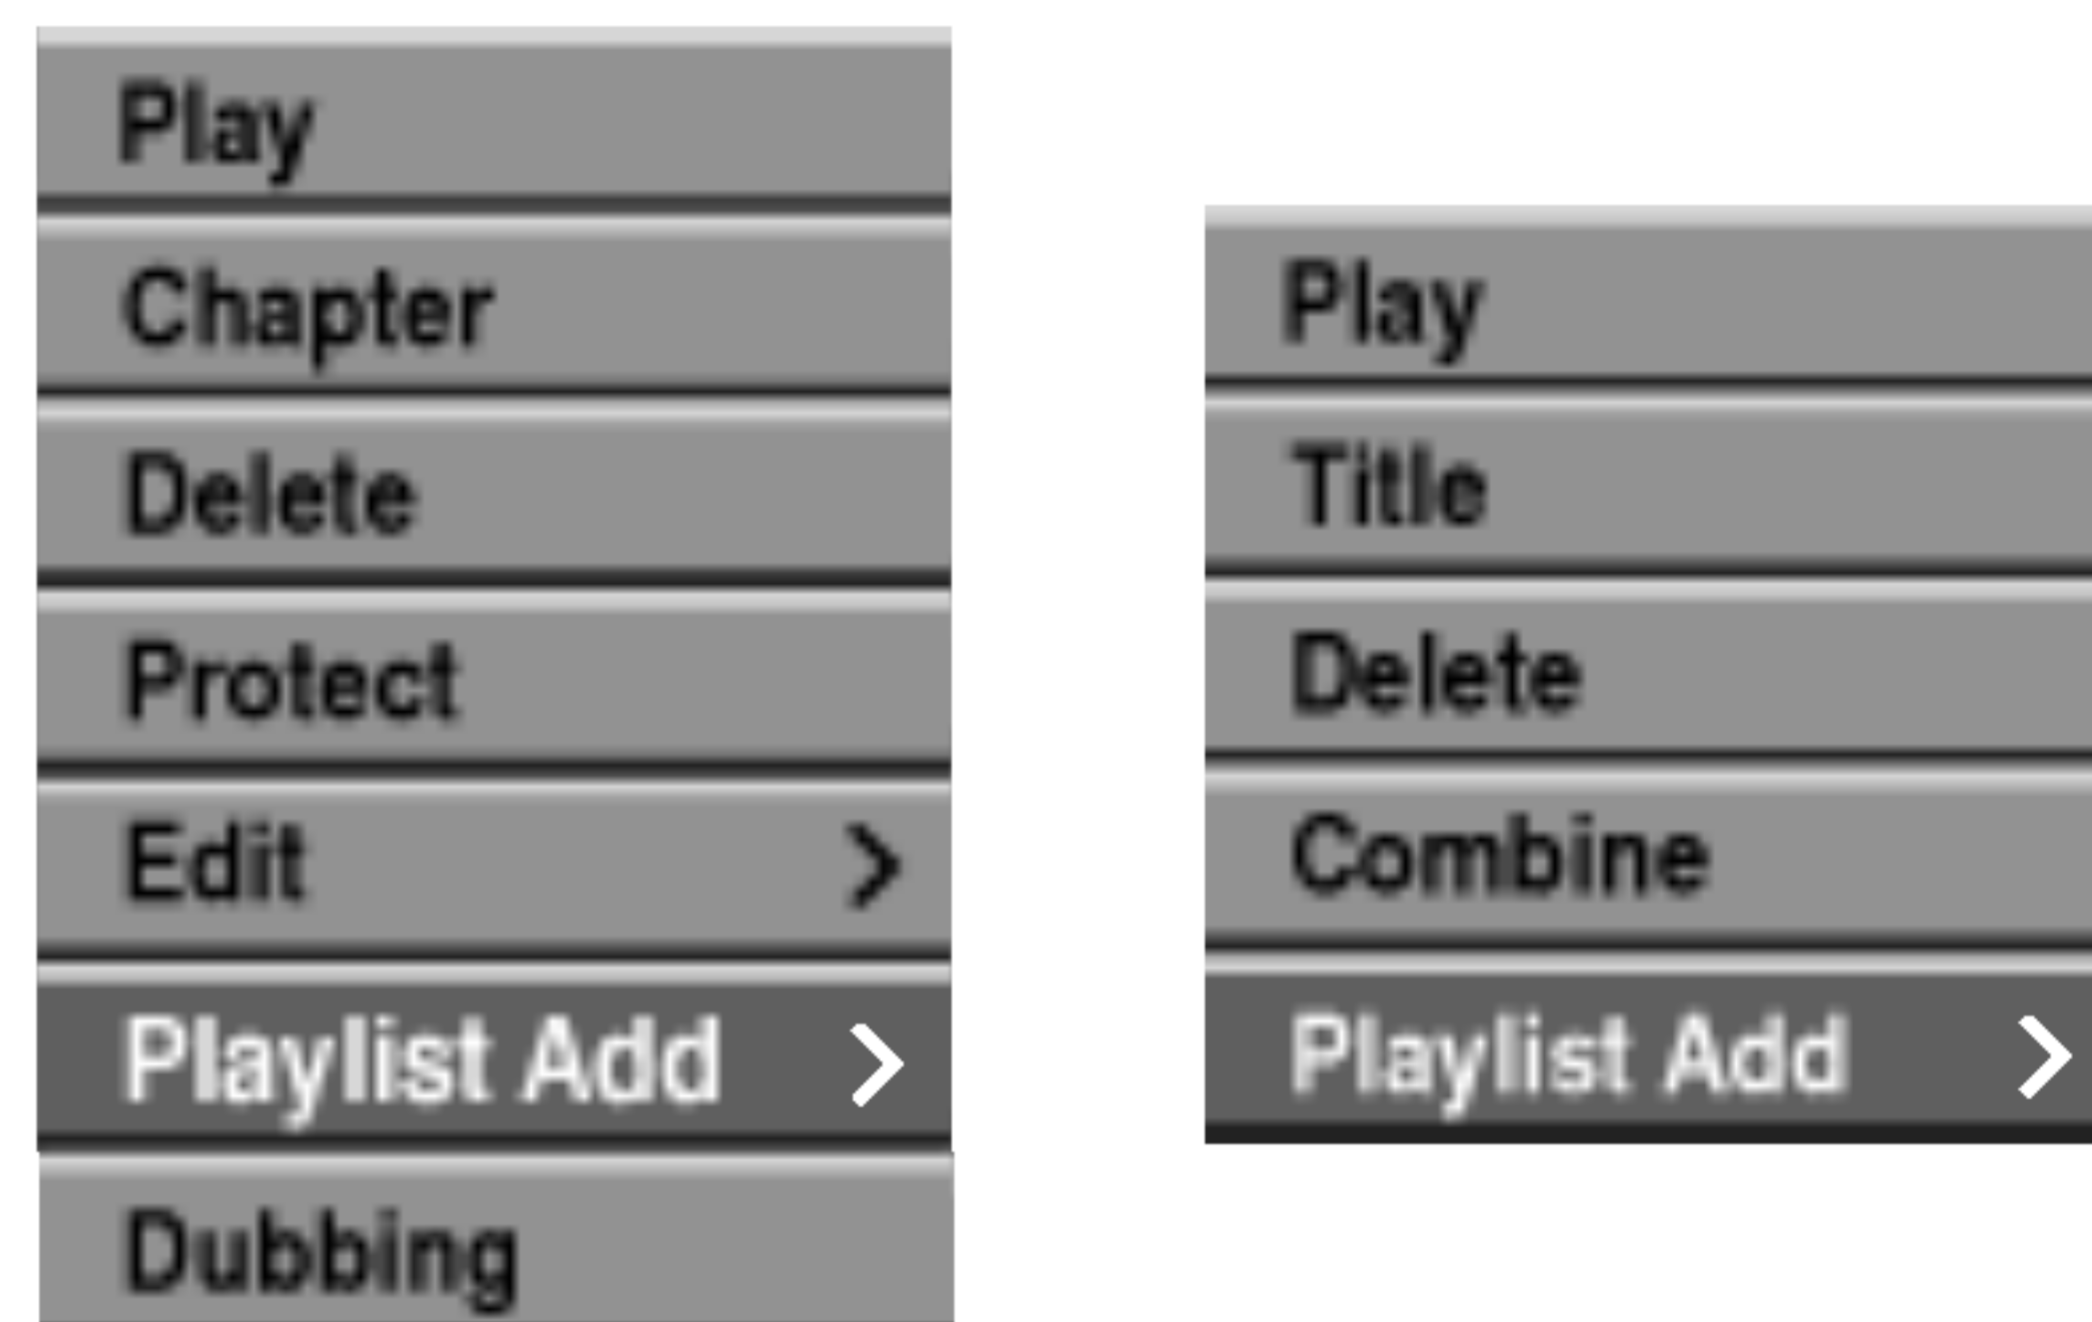 Play
Chapter
Delete
Protect
Edit >
Playlist Add >
Dubbing
Play
Title
Delete
Combine
Playlist Add >